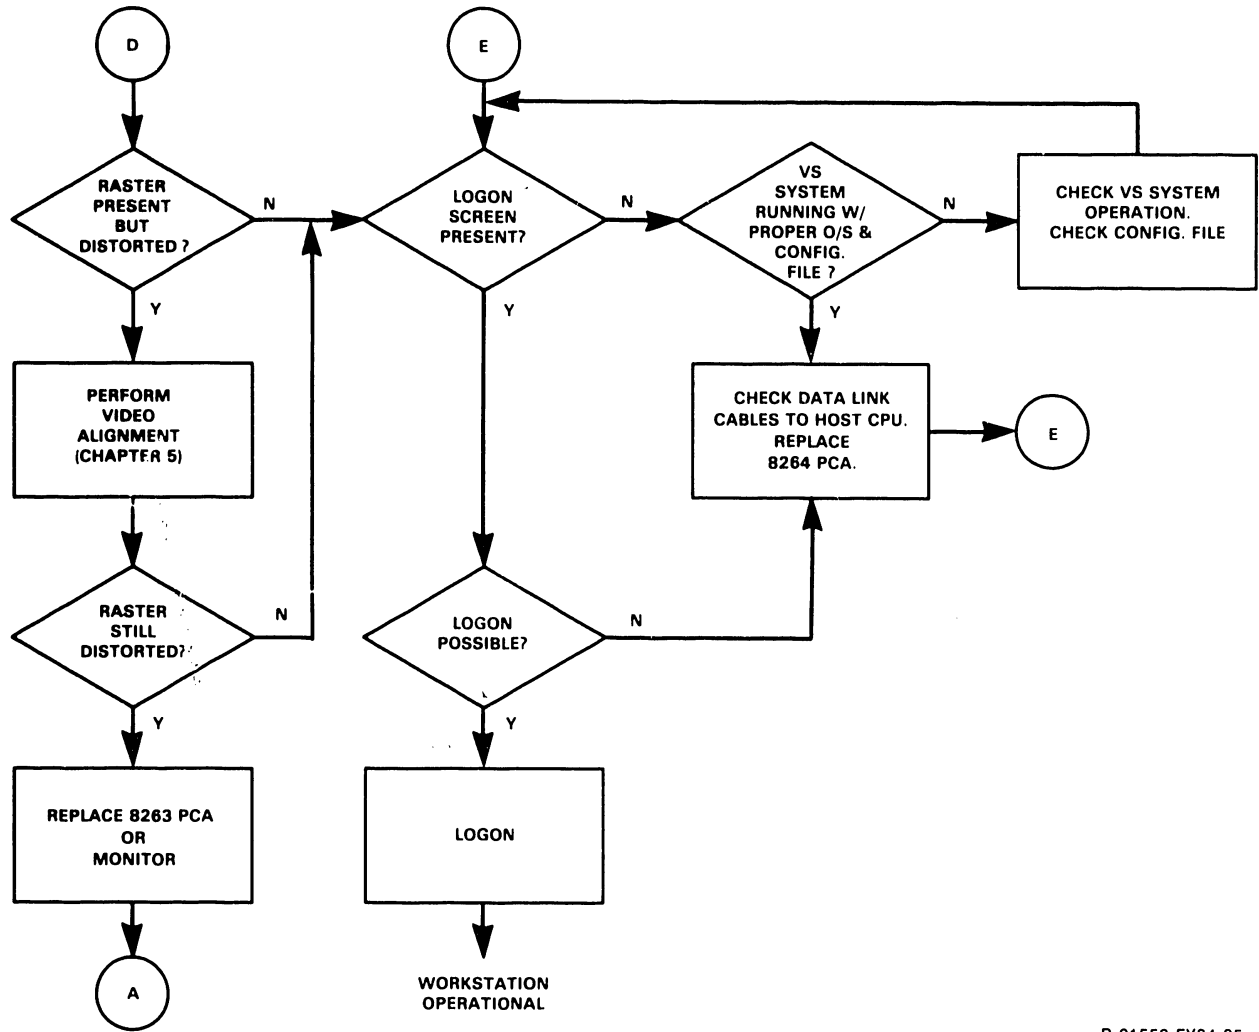 D
RASTER
PRESENT
BUT
DISTORTED ?
N
Y
PERFORM
VIDEO
ALIGNMENT
(CHAPTER 5)
RASTER
STILL
DISTORTED?
N
Y
REPLACE 8263 PCA
OR
MONITOR
A
E
LOGON
SCREEN
PRESENT?
N
Y
LOGON
POSSIBLE?
N
Y
LOGON
WORKSTATION
OPERATIONAL
VS
SYSTEM
RUNNING W/
PROPER O/S &
CONFIG.
FILE ?
N
Y
CHECK VS SYSTEM
OPERATION.
CHECK CONFIG. FILE
CHECK DATA LINK
CABLES TO HOST CPU.
REPLACE
8264 PCA.
E